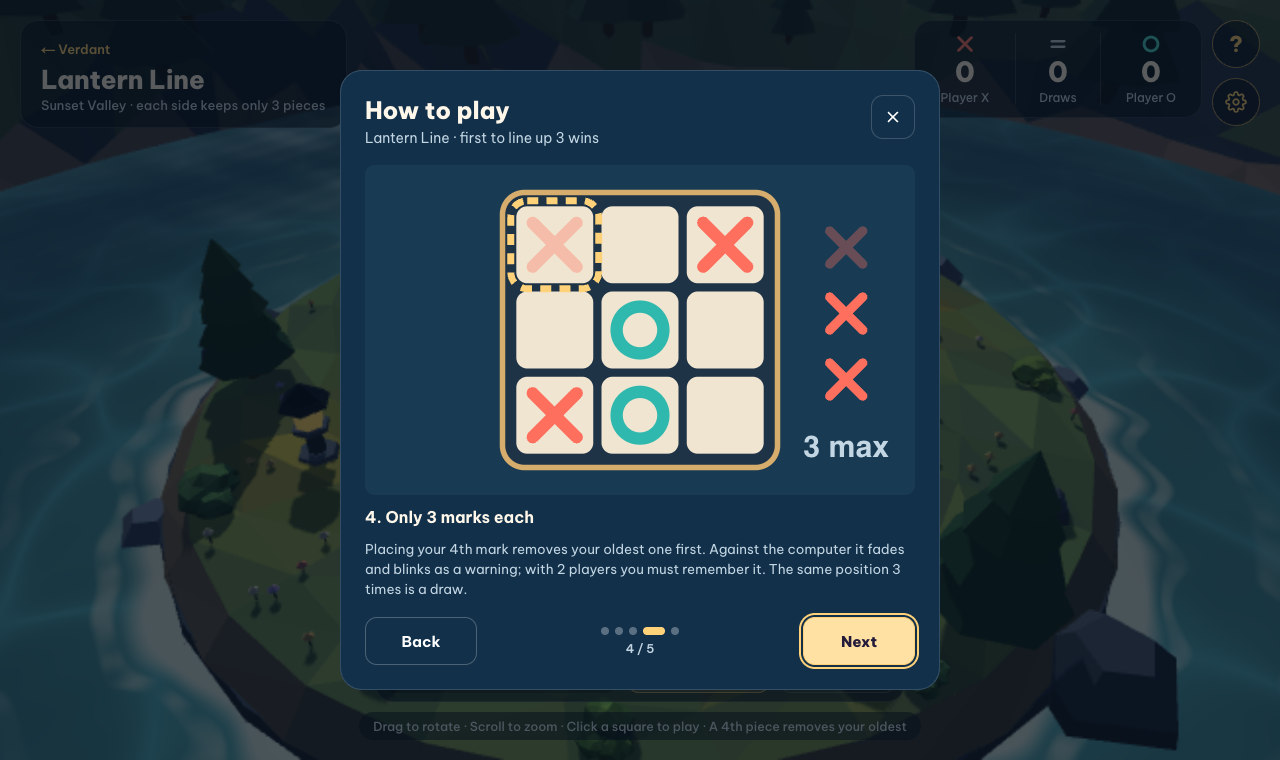 ← Verdant
Lantern Line
Sunset Valley · each side keeps only 3 pieces
0
Player X
0
Draws
0
Player O
?
How to play
Lantern Line · first to line up 3 wins
3 max
4. Only 3 marks each
Placing your 4th mark removes your oldest one first. Against the computer it fades
and blinks as a warning; with 2 players you must remember it. The same position 3
times is a draw.
Back
4 / 5
Next
Drag to rotate · Scroll to zoom · Click a square to play · A 4th piece removes your oldest